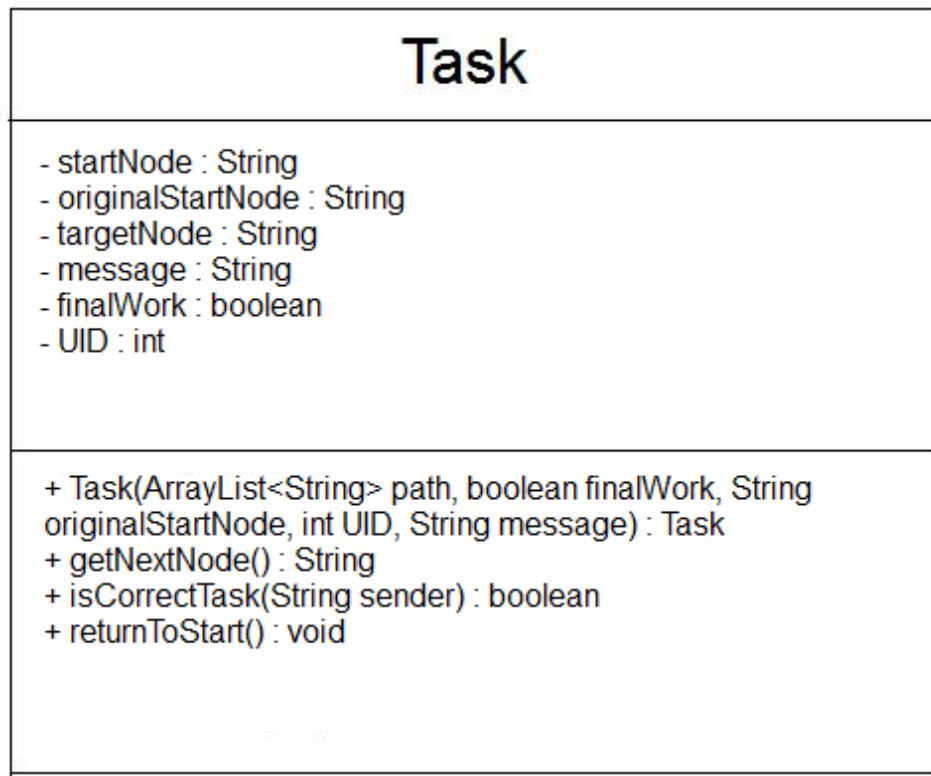 Task
- startNode : String
- originalStartNode : String
- targetNode : String
- message : String
- finalWork : boolean
- UID : int
+ Task(ArrayList<String> path, boolean finalWork, String
originalStartNode, int UID, String message) : Task
+ getNextNode() : String
+ isCorrectTask(String sender) : boolean
+ returnToStart() : void